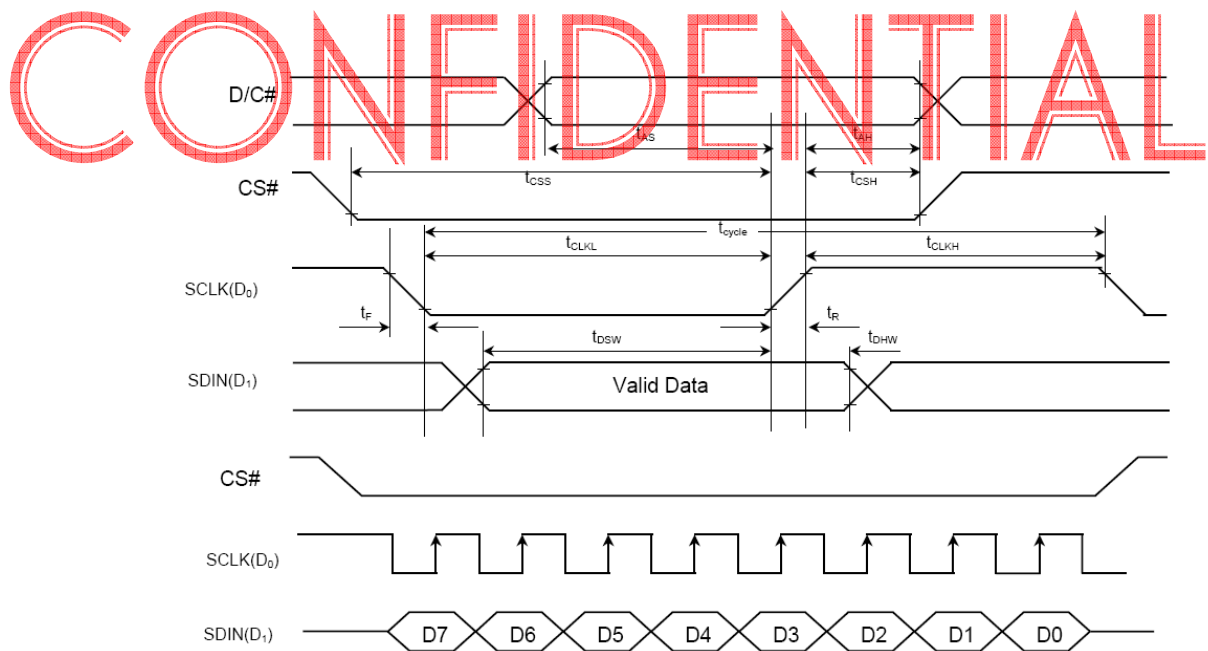 CONFIDENTIAL
D/C#
tAS
tAH
CS#
tCSS
tCSH
tcycle
tCLKL
tCLKH
SCLK(D0)
tF
tR
tDSW
tDHW
SDIN(D1)
Valid Data
CS#
SCLK(D0)
SDIN(D1)
D7 D6 D5 D4 D3 D2 D1 D0